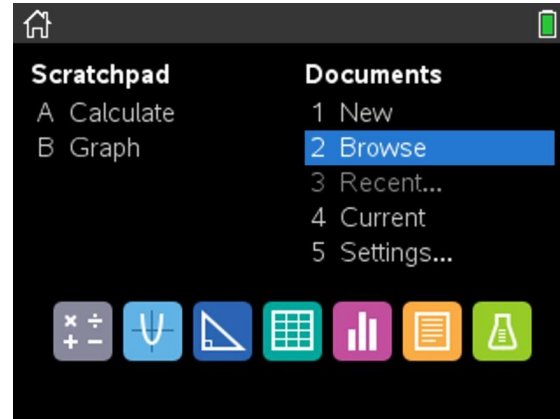 Scratchpad
A Calculate
B Graph
Documents
1 New
2 Browse
3 Recent...
4 Current
5 Settings...